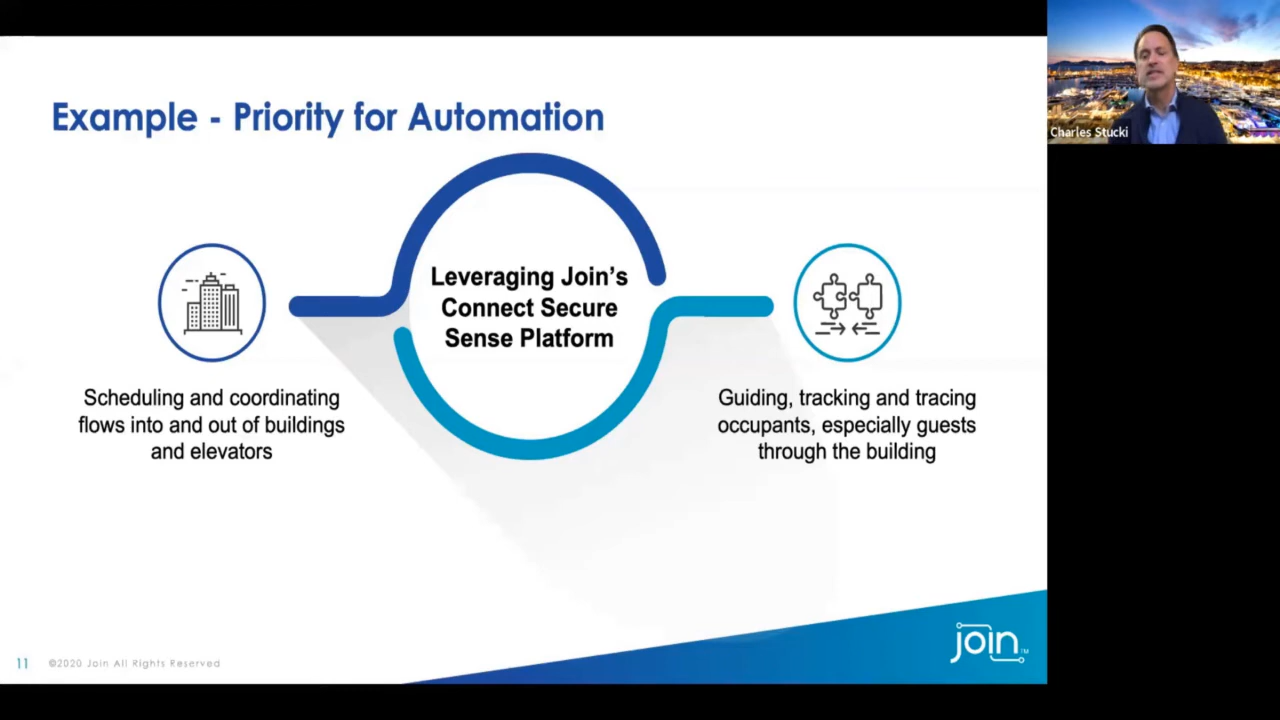 Example - Priority for Automation
Charles Stucki
Leveraging Join's
Connect Secure
Sense Platform
Scheduling and coordinating
flows into and out of buildings
and elevators
Guiding, tracking and tracing
occupants, especially guests
through the building
11 ©2020 Join All Rights Reserved
join™